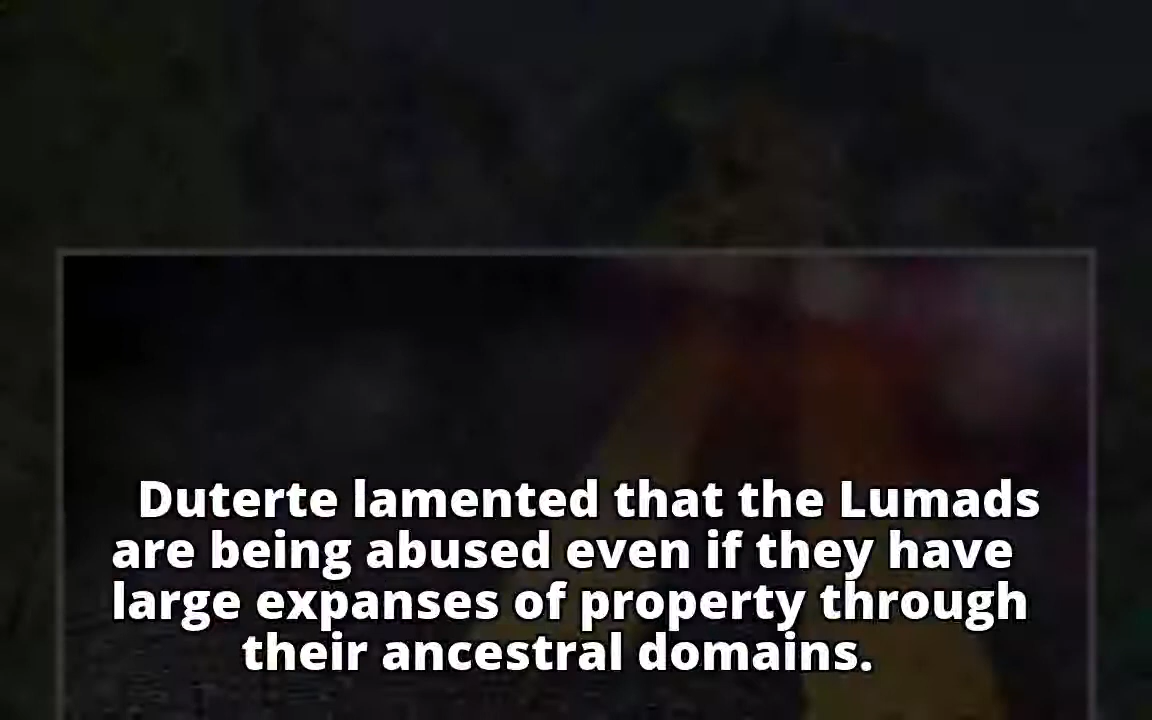 Duterte lamented that the Lumads
are being abused even if they have
large expanses of property through
their ancestral domains.